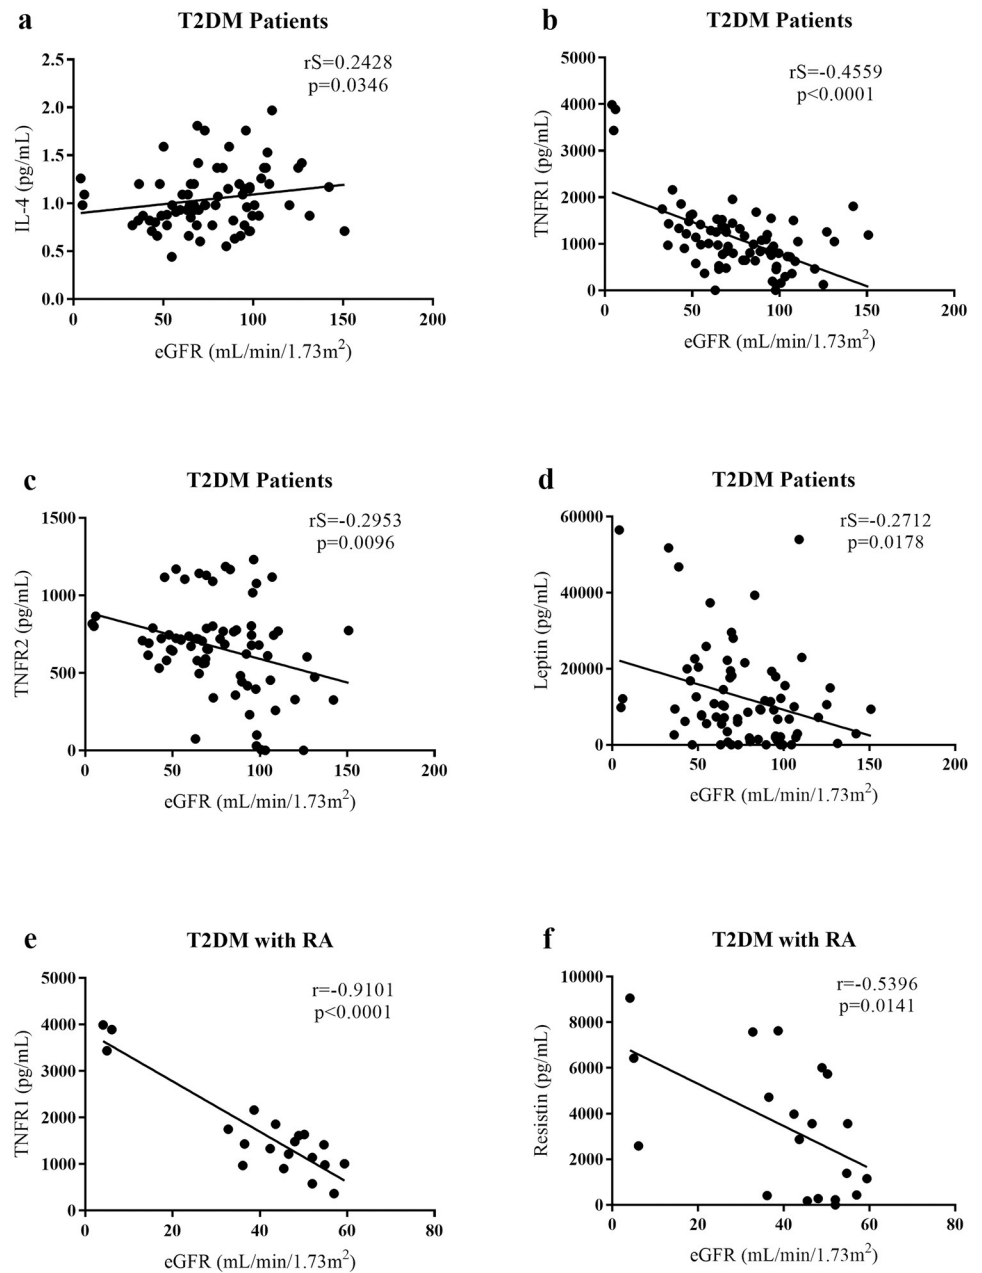 a
T2DM Patients
rS=0.2428
p=0.0346
IL-4 (pg/mL)
2.5
2.0
1.5
1.0
0.5
0.0
0 50 100 150 200
eGFR (mL/min/1.73m²)
b
T2DM Patients
rS=-0.4559
p<0.0001
TNFR1 (pg/mL)
5000
4000
3000
2000
1000
0
0 50 100 150 200
eGFR (mL/min/1.73m²)
c
T2DM Patients
rS=-0.2953
p=0.0096
TNFR2 (pg/mL)
1500
1000
500
0
0 50 100 150 200
eGFR (mL/min/1.73m²)
d
T2DM Patients
rS=-0.2712
p=0.0178
Leptin (pg/mL)
60000
40000
20000
0
0 50 100 150 200
eGFR (mL/min/1.73m²)
e
T2DM with RA
r=-0.9101
p<0.0001
TNFR1 (pg/mL)
5000
4000
3000
2000
1000
0
0 20 40 60 80
eGFR (mL/min/1.73m²)
f
T2DM with RA
r=-0.5396
p=0.0141
Resistin (pg/mL)
10000
8000
6000
4000
2000
0
0 20 40 60 80
eGFR (mL/min/1.73m²)